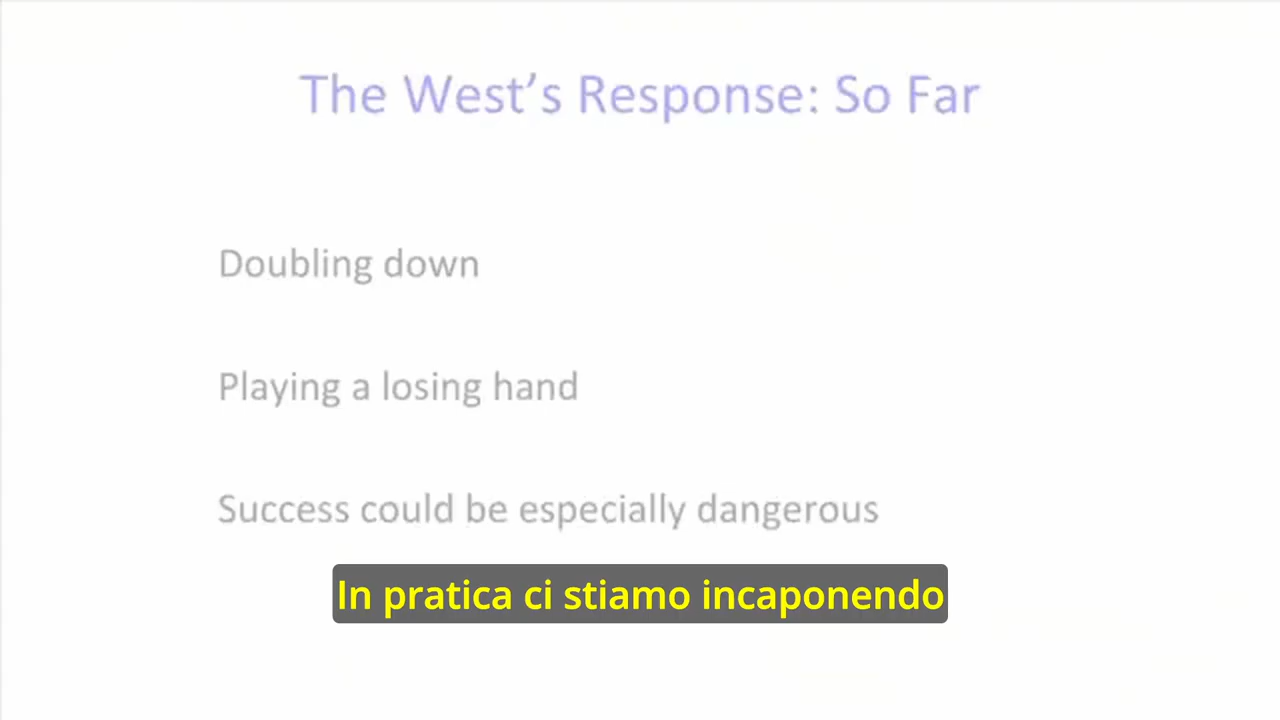 The West’s Response: So Far
Doubling down
Playing a losing hand
Success could be especially dangerous
In pratica ci stiamo incaponendo